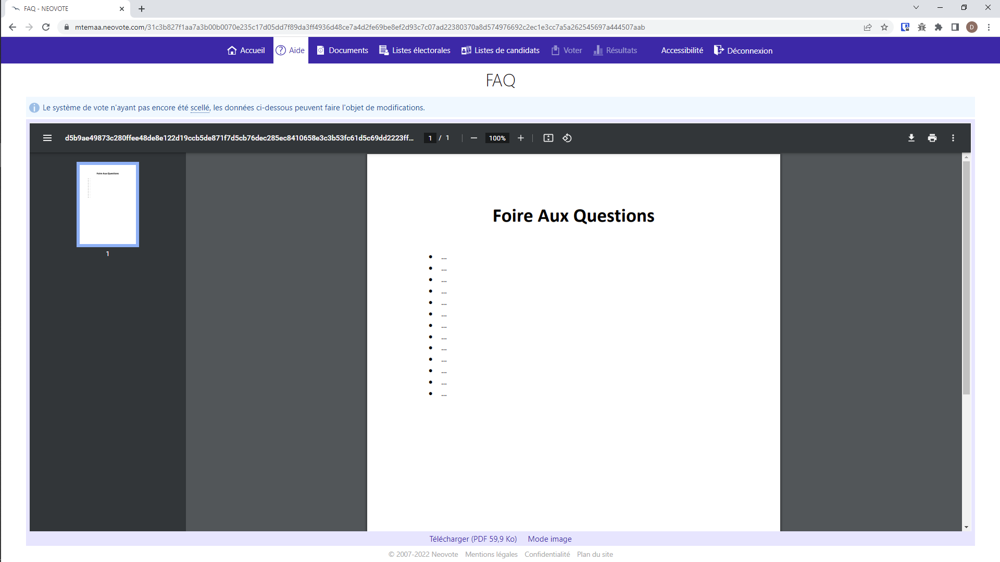 FAQ - NEOVOTE
mtemaa.neovote.com/31c3b827f1aa7a3b00b0070e235c17d05dd7f89da3ff4936d48ce7a4d2fe69be8ef2d93c7c07ad22380370a8d574976692c2ec1e3cc7a5a262545697a444507aab
D
Accueil Aide Documents Listes électorales Listes de candidats Voter Résultats Accessibilité Déconnexion
FAQ
Le système de vote n'ayant pas encore été scellé, les données ci-dessous peuvent faire l'objet de modifications.
d5b9ae49873c280ffee48de8e122d19ccb5de871f7d5cb76dec285ec8410658e3c3b53fc61d5c69dd2223ff... 1 / 1 100%
Foire Aux Questions
1
Foire Aux Questions
• ...
• ...
• ...
• ...
• ...
• ...
• ...
• ...
• ...
• ...
• ...
• ...
• ...
Télécharger (PDF 59,9 Ko) Mode image
© 2007-2022 Neovote Mentions légales Confidentialité Plan du site